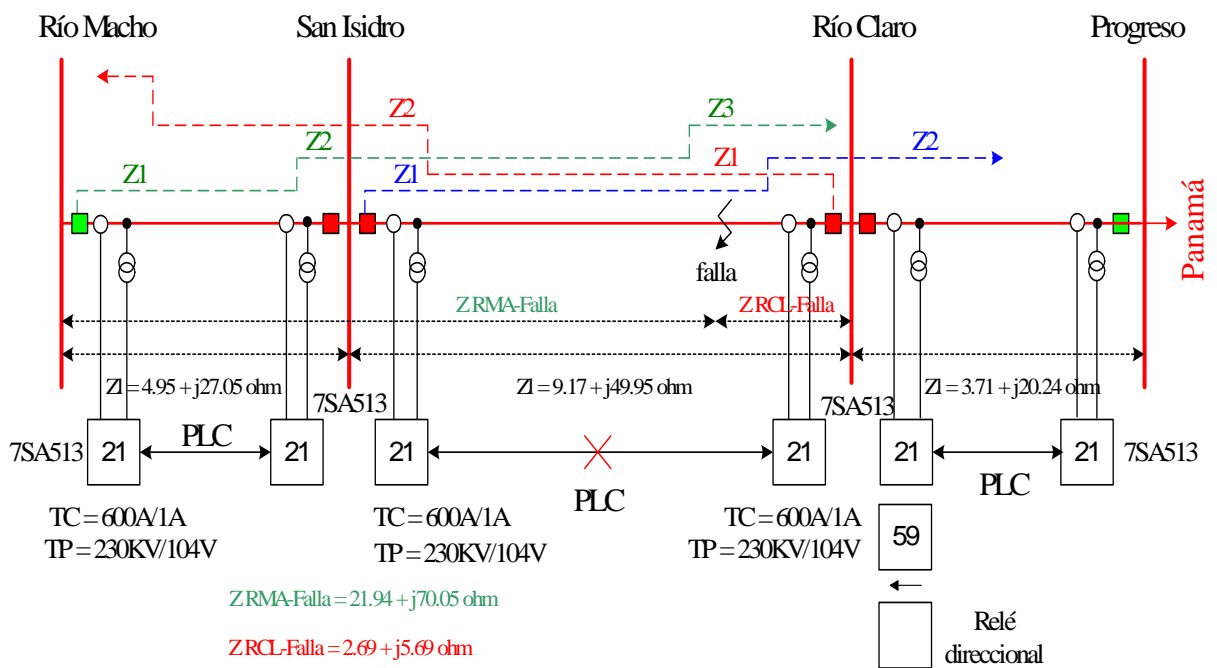 Río Macho
San Isidro
Río Claro
Progreso
Z2
Z3
Z2
Z2
Z1
Z1
Z1
Panamá
falla
Z RMA-Falla
Z RCL-Falla
Zl = 4.95 + j27.05 ohm
Zl = 9.17 + j49.95 ohm
Zl = 3.71 + j20.24 ohm
7SA513
7SA513
7SA513
21
PLC
21
21
PLC
21
21
PLC
21
7SA513
TC = 600A/1A
TP = 230KV/104V
TC = 600A/1A
TP = 230KV/104V
TC = 600A/1A
TP = 230KV/104V
59
Z RMA-Falla = 21.94 + j70.05 ohm
Z RCL-Falla = 2.69 + j5.69 ohm
Relé
direccional